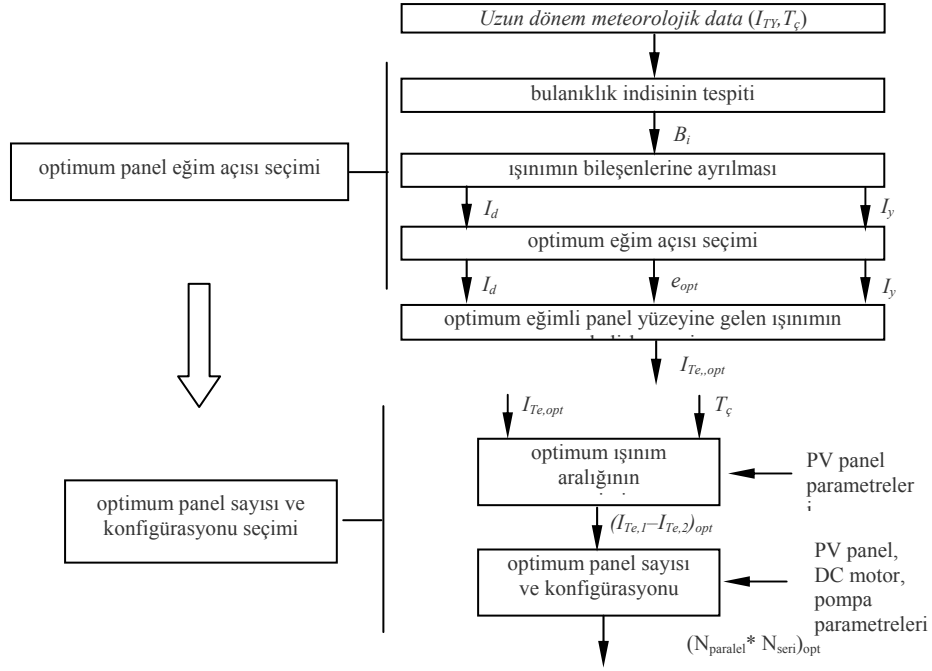 Uzun dönem meteorolojik data (I_TY,T_ç)
bulanıklık indisinin tespiti
B_i
optimum panel eğim açısı seçimi
ışınımın bileşenlerine ayrılması
I_d
I_y
optimum eğim açısı seçimi
I_d
e_opt
I_y
optimum eğimli panel yüzeyine gelen ışınımın
I_Te,,opt
I_Te,opt
T_ç
optimum ışınım
aralığının
PV panel
parametreler
i
optimum panel sayısı ve
konfigürasyonu seçimi
(I_Te,1–I_Te,2)_opt
optimum panel sayısı
ve konfigürasyonu
PV panel,
DC motor,
pompa
parametreleri
(N_paralel* N_seri)_opt